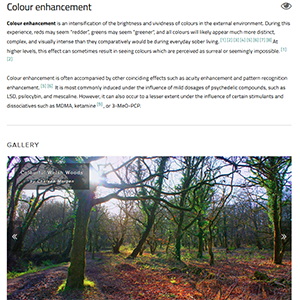 Colour enhancement
Colour enhancement is an intensification of the brightness and vividness of colours in the external environment. During this
experience, reds may seem "redder", greens may seem "greener", and all colours will likely appear much more distinct,
complex, and visually intense than they comparatively would be during everyday sober living. [1] [2] [3] [4] [5] [6] [7] [8] At
higher levels, this effect can sometimes result in seeing colours which are perceived as surreal or seemingly impossible. [1]
[2]
Colour enhancement is often accompanied by other coinciding effects such as acuity enhancement and pattern recognition
enhancement. [3] [5] It is most commonly induced under the influence of mild dosages of psychedelic compounds, such as
LSD, psilocybin, and mescaline. However, it can also occur to a lesser extent under the influence of certain stimulants and
dissociatives such as MDMA, ketamine [9], or 3-MeO-PCP.
GALLERY
Colourful Welsh Woods
by Chelsea Morgan
«
»